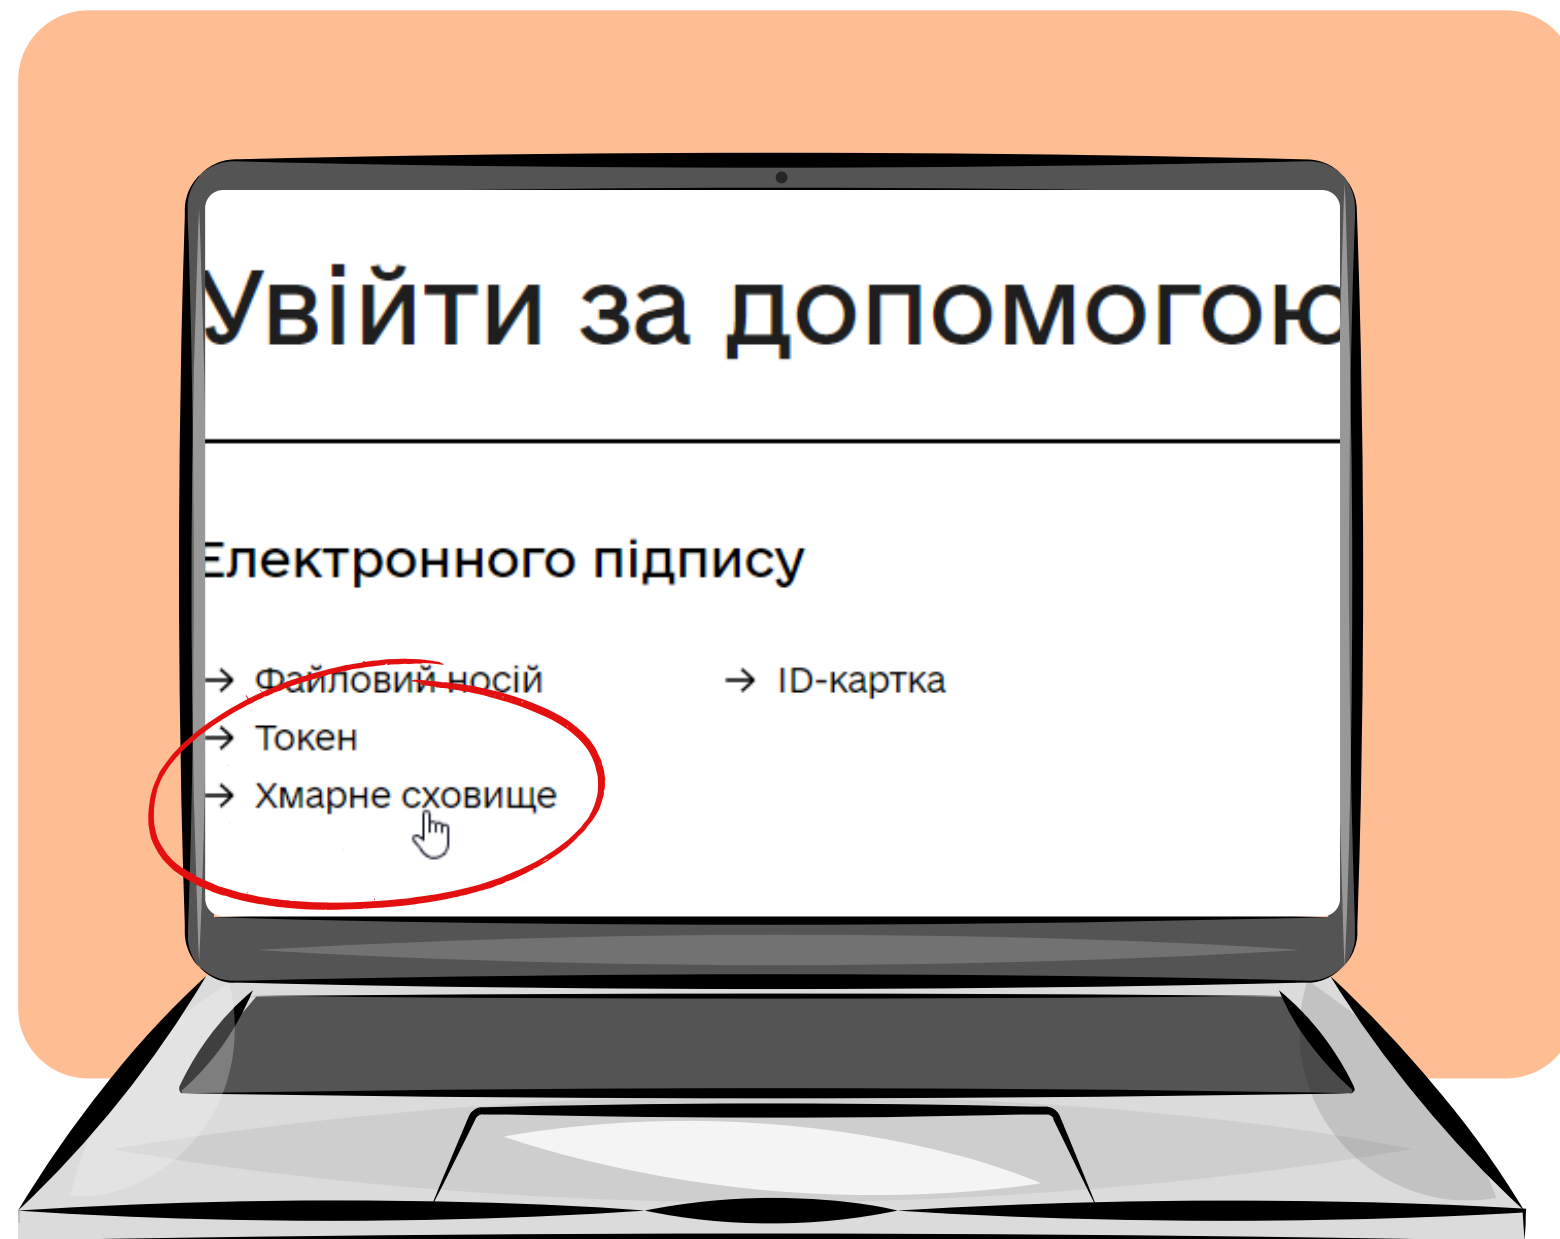 Увійти за допомогою
Електронного підпису
→ Файловий носій
→ ID-картка
→ Токен
→ Хмарне сховище